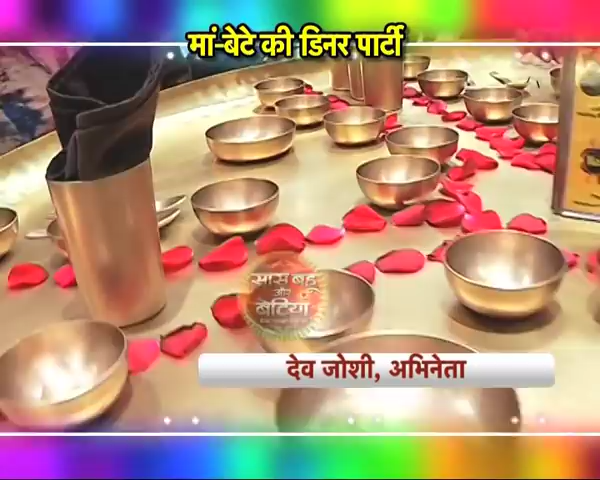 मां-बेटे की डिनर पार्टी
सास बहू
और
बेटियां
देव जोशी, अभिनेता